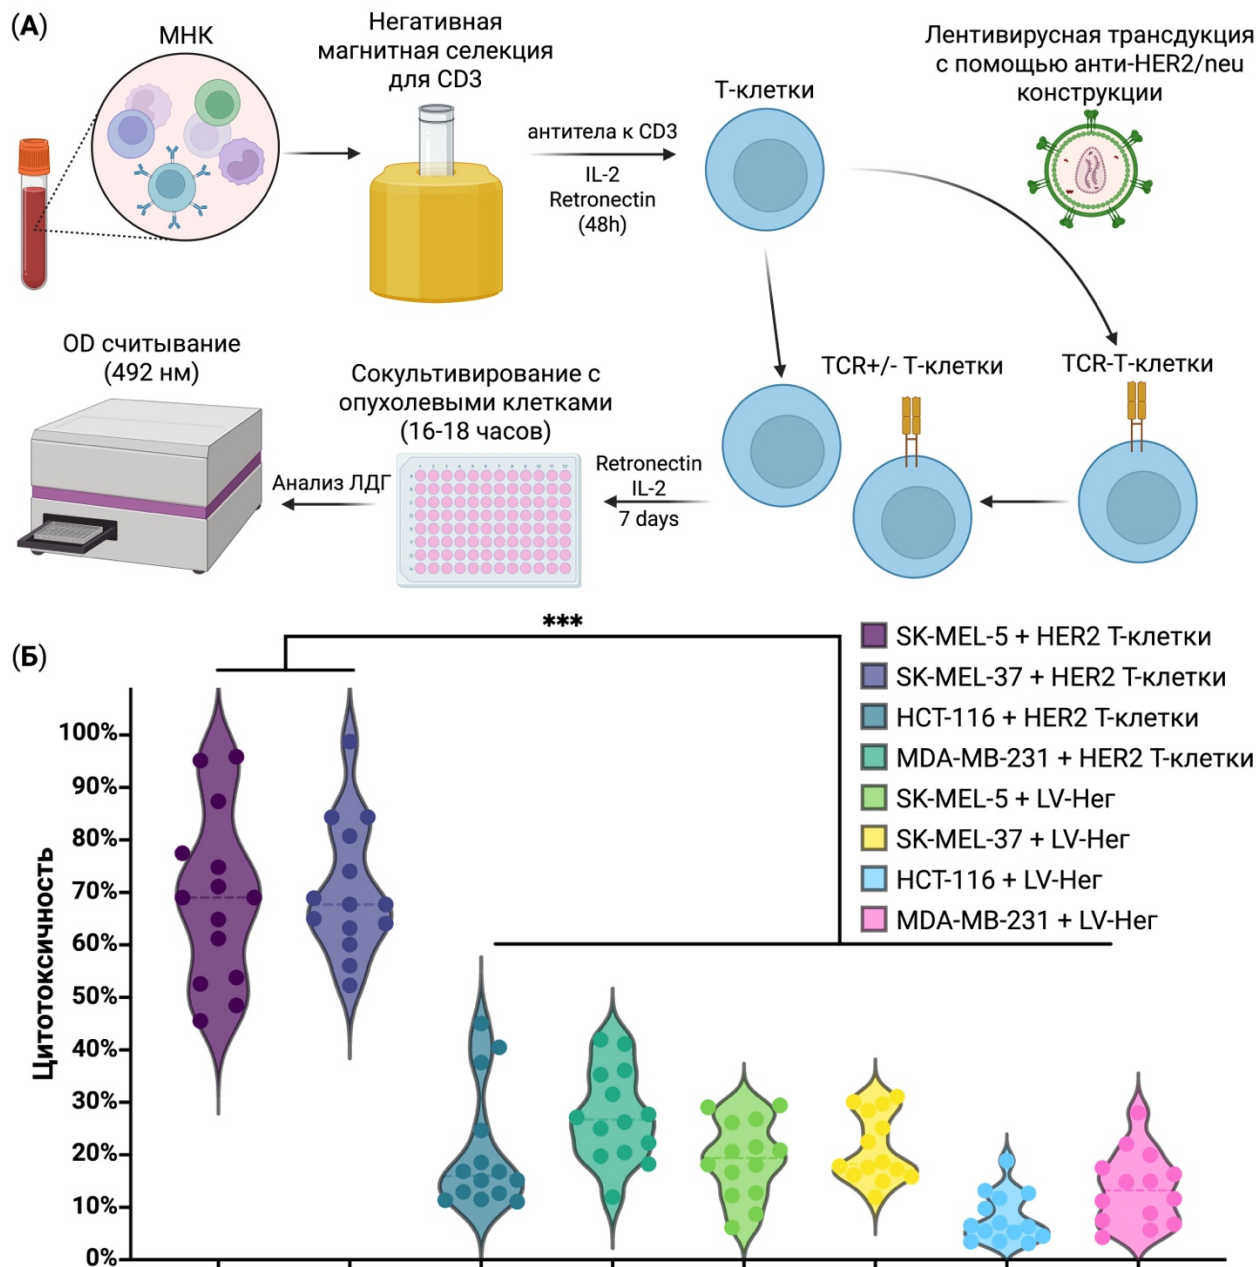 (А)
МНК
Негативная
магнитная селекция
для CD3
антитела к CD3
IL-2
Retronectin
(48h)
Т-клетки
Лентивирусная трансдукция
с помощью анти-HER2/neu
конструкции
OD считывание
(492 нм)
Анализ ЛДГ
Сокультивирование с
опухолевыми клетками
(16-18 часов)
Retronectin
IL-2
7 days
TCR+/- Т-клетки
TCR-Т-клетки
(Б)
***
SK-MEL-5 + HER2 Т-клетки
SK-MEL-37 + HER2 Т-клетки
HCT-116 + HER2 Т-клетки
MDA-MB-231 + HER2 Т-клетки
SK-MEL-5 + LV-Нег
SK-MEL-37 + LV-Нег
HCT-116 + LV-Нег
MDA-MB-231 + LV-Нег
Цитотоксичность
100%
90%
80%
70%
60%
50%
40%
30%
20%
10%
0%